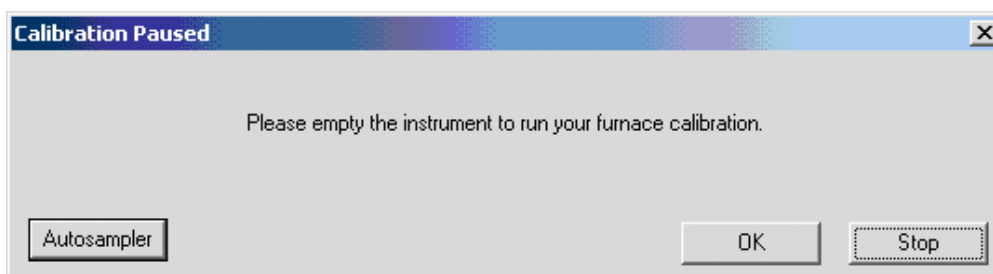 Calibration Paused
Please empty the instrument to run your furnace calibration.
Autosampler
OK
Stop